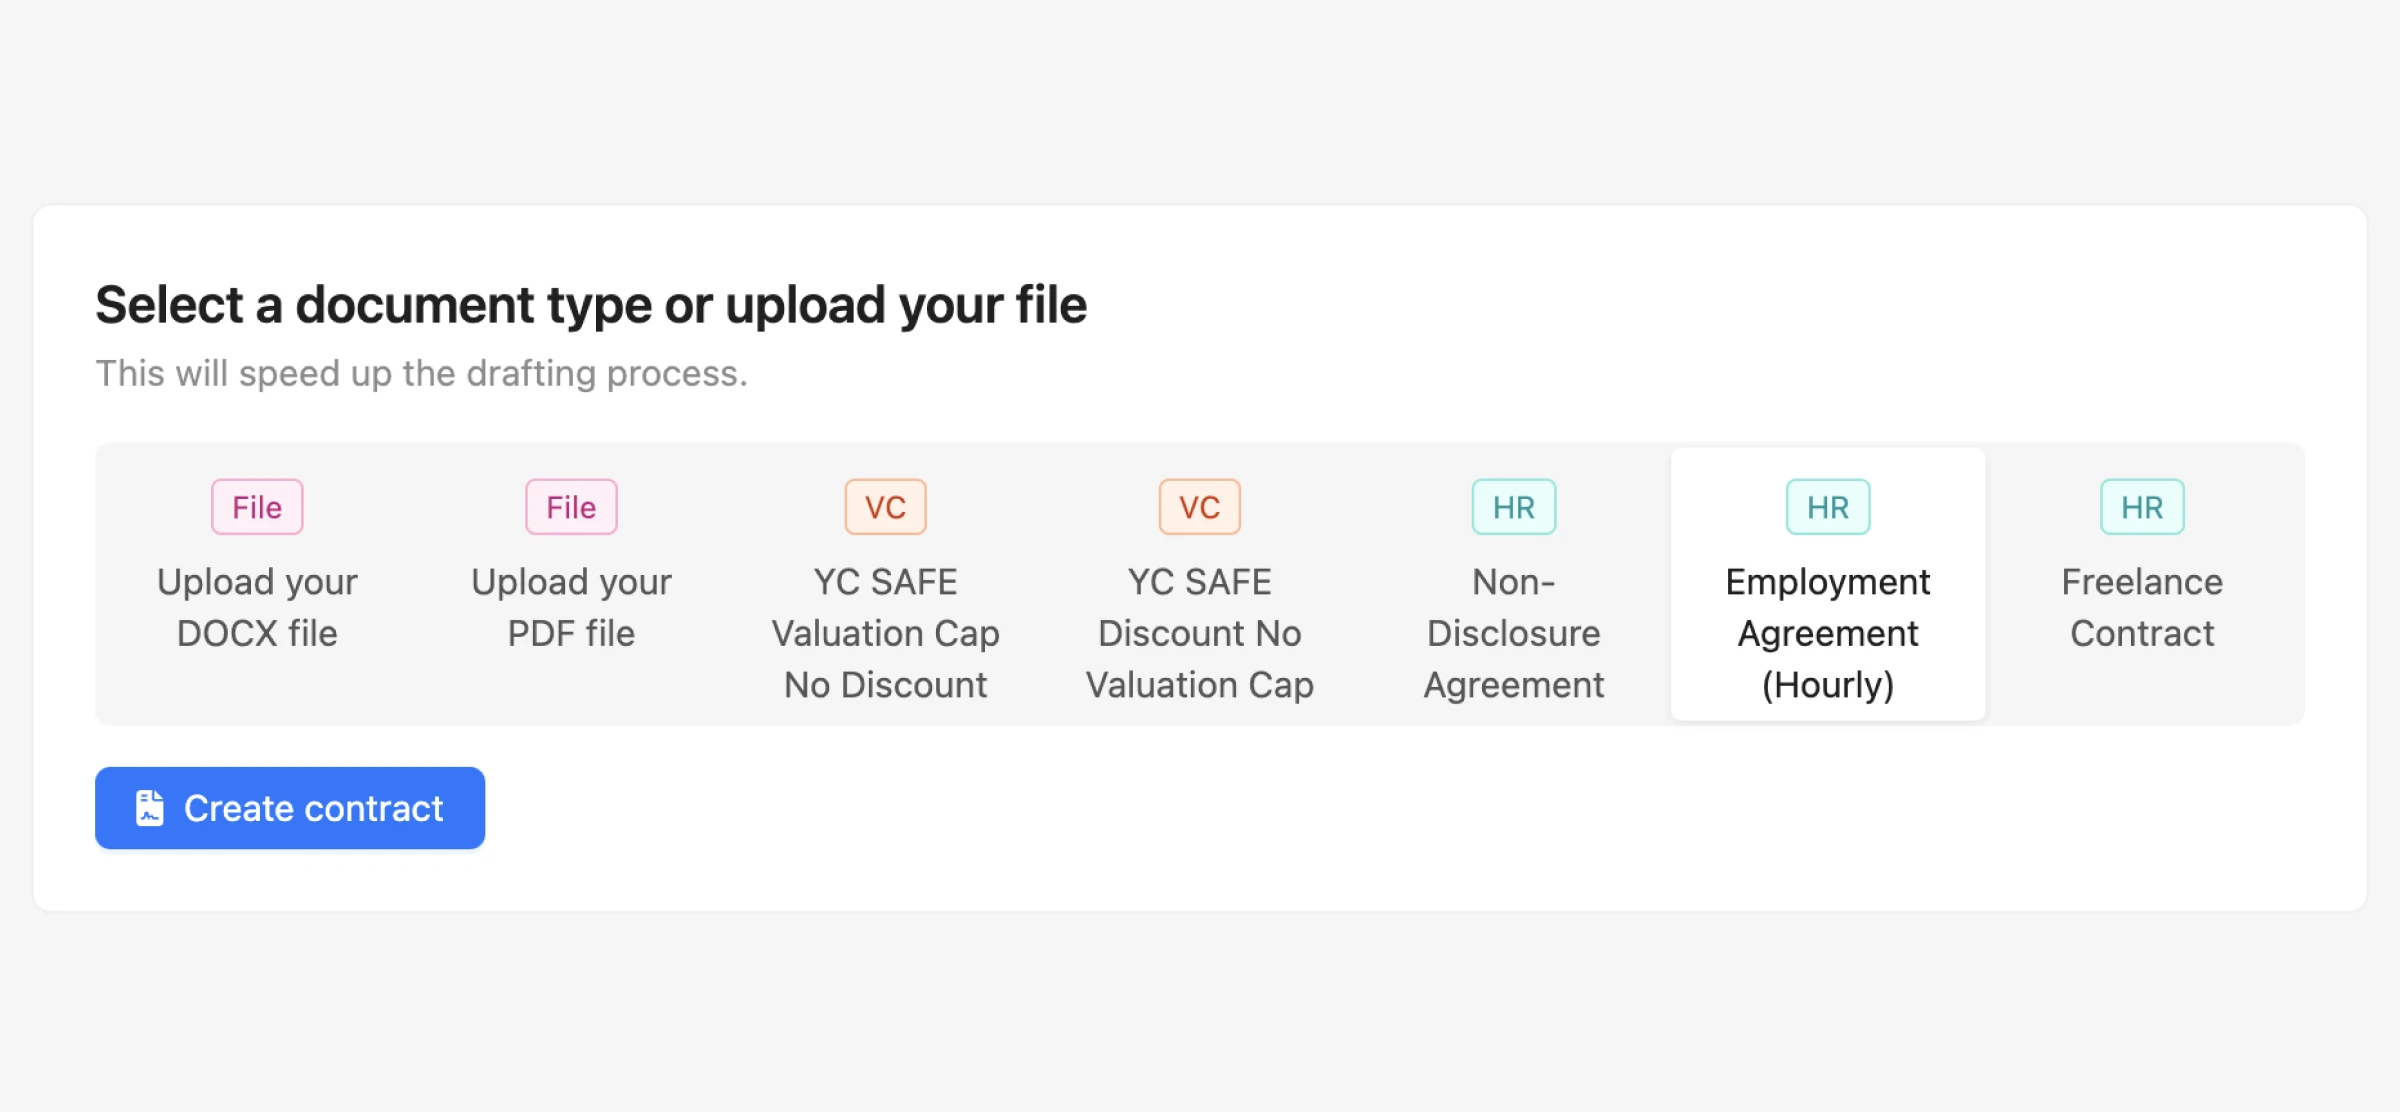 Select a document type or upload your file
This will speed up the drafting process.
File
Upload your
DOCX file
File
Upload your
PDF file
VC
YC SAFE
Valuation Cap
No Discount
VC
YC SAFE
Discount No
Valuation Cap
HR
Non-
Disclosure
Agreement
HR
Employment
Agreement
(Hourly)
HR
Freelance
Contract
Create contract